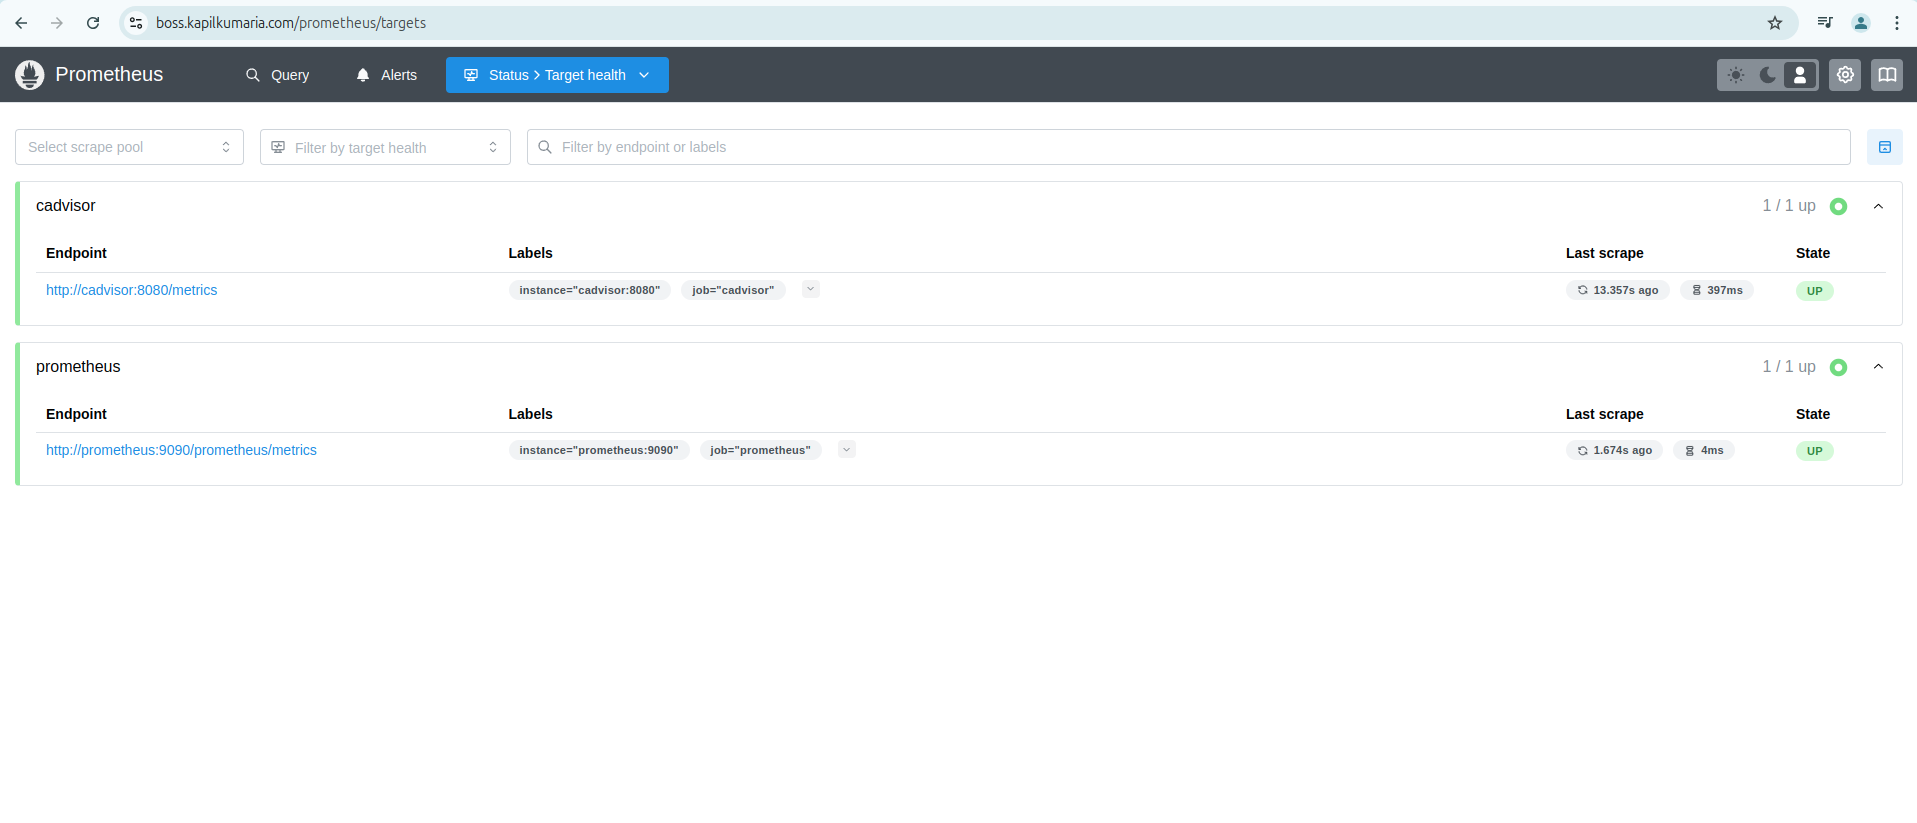 boss.kapilkumaria.com/prometheus/targets
Prometheus Query Alerts Status > Target health
Select scrape pool Filter by target health Filter by endpoint or labels
cadvisor 1 / 1 up
Endpoint Labels Last scrape State
http://cadvisor:8080/metrics instance="cadvisor:8080" job="cadvisor" 13.357s ago 397ms UP
prometheus 1 / 1 up
Endpoint Labels Last scrape State
http://prometheus:9090/prometheus/metrics instance="prometheus:9090" job="prometheus" 1.674s ago 4ms UP